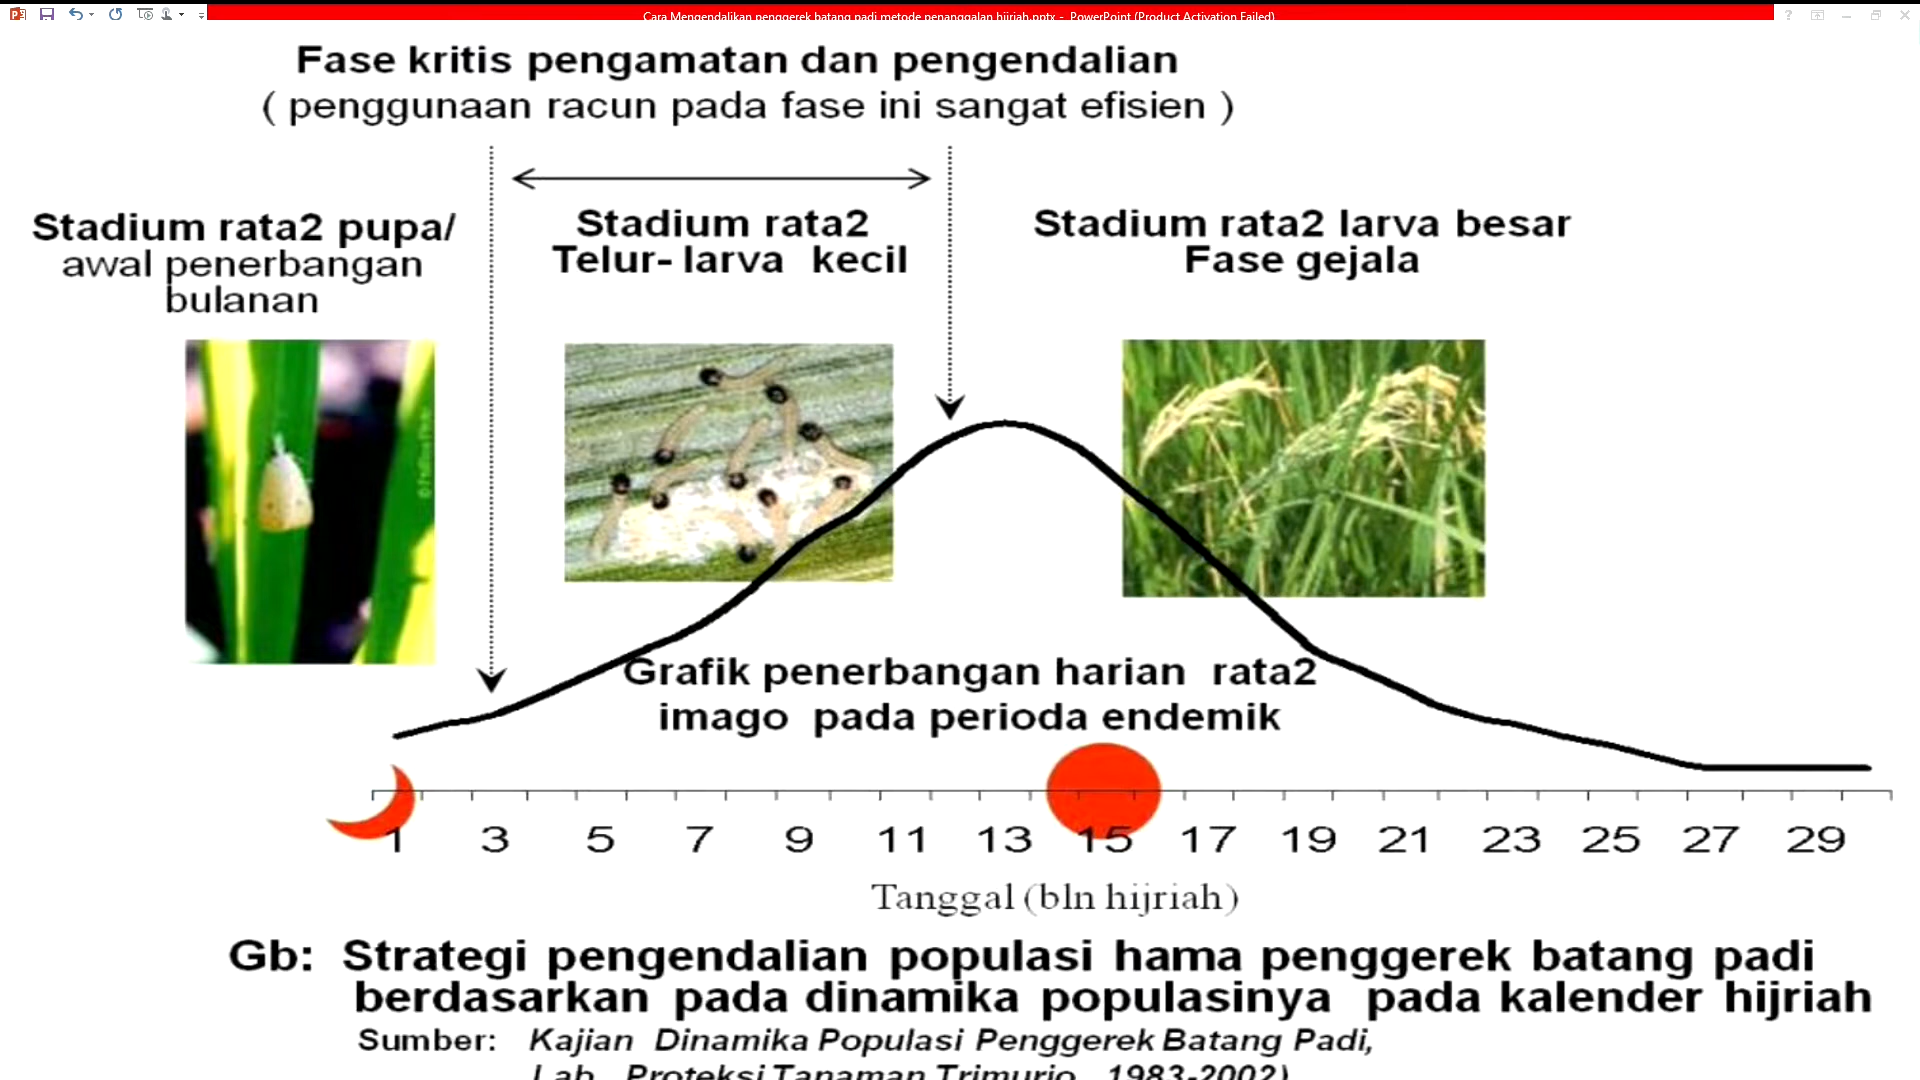 Cara Mengendalikan penggerek batang padi metode penanggalan hijriah.pptx - PowerPoint (Product Activation Failed)
Fase kritis pengamatan dan pengendalian
( penggunaan racun pada fase ini sangat efisien )
Stadium rata2 pupa/
awal penerbangan
bulanan
Stadium rata2
Telur- larva kecil
Stadium rata2 larva besar
Fase gejala
Grafik penerbangan harian rata2
imago pada perioda endemik
1 3 5 7 9 11 13 15 17 19 21 23 25 27 29
Tanggal (bln hijriah)
Gb: Strategi pengendalian populasi hama penggerek batang padi
berdasarkan pada dinamika populasinya pada kalender hijriah
Sumber: Kajian Dinamika Populasi Penggerek Batang Padi,
Lab. Proteksi Tanaman Trimurjo, 1983-2002)